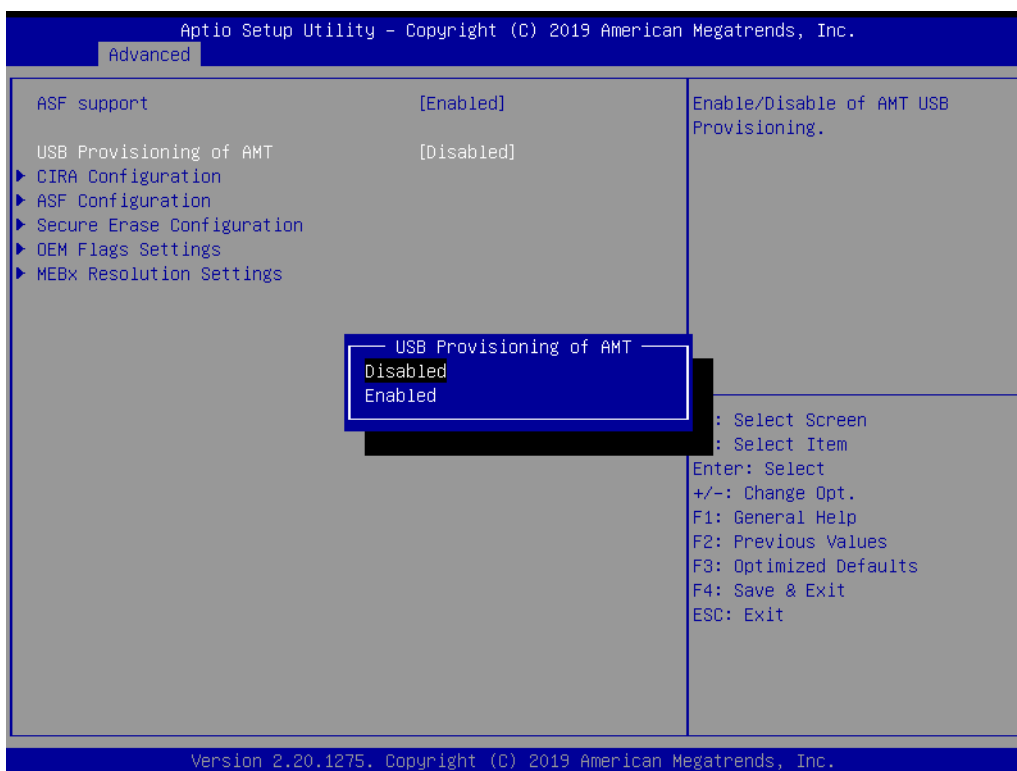 Aptio Setup Utility – Copyright (C) 2019 American Megatrends, Inc.
Advanced
ASF support [Enabled]
USB Provisioning of AMT [Disabled]
CIRA Configuration
ASF Configuration
Secure Erase Configuration
OEM Flags Settings
MEBx Resolution Settings
Enable/Disable of AMT USB
Provisioning.
USB Provisioning of AMT
Disabled
Enabled
: Select Screen
: Select Item
Enter: Select
+/-: Change Opt.
F1: General Help
F2: Previous Values
F3: Optimized Defaults
F4: Save & Exit
ESC: Exit
Version 2.20.1275. Copyright (C) 2019 American Megatrends, Inc.